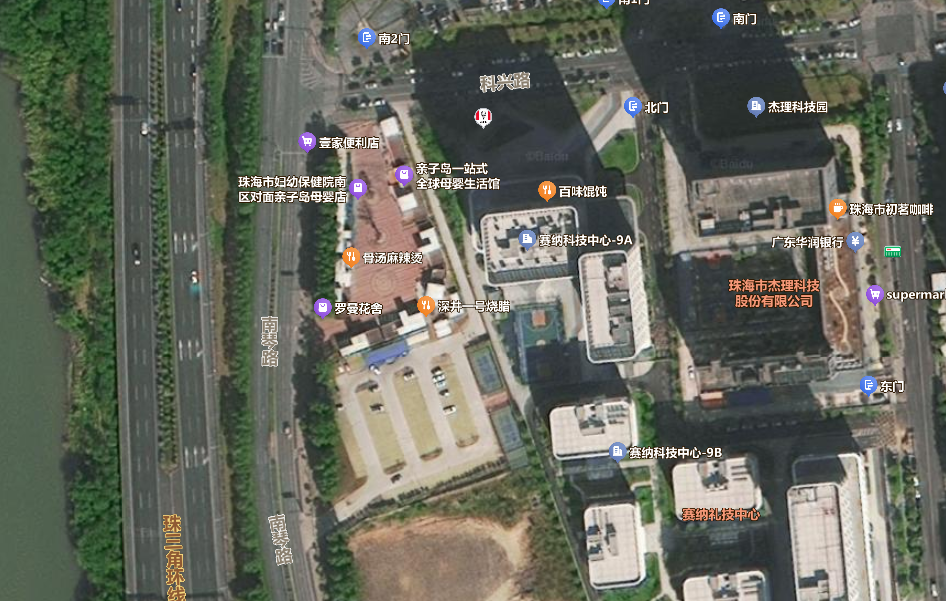 南1门
南门
南2门
科兴路
北门
杰理科技园
壹家便利店
亲子岛一站式
全球母婴生活馆
©Baidu
©Baidu
珠海市妇幼保健院南
区对面亲子岛母婴店
百味馄饨
珠海市初茗咖啡
赛纳科技中心-9A
广东华润银行
骨汤麻辣烫
珠海市杰理科技
股份有限公司
supermar
罗曼花舍
深井一号烧腊
南琴路
东门
赛纳科技中心-9B
赛纳科技中心
珠三角环线
南琴路